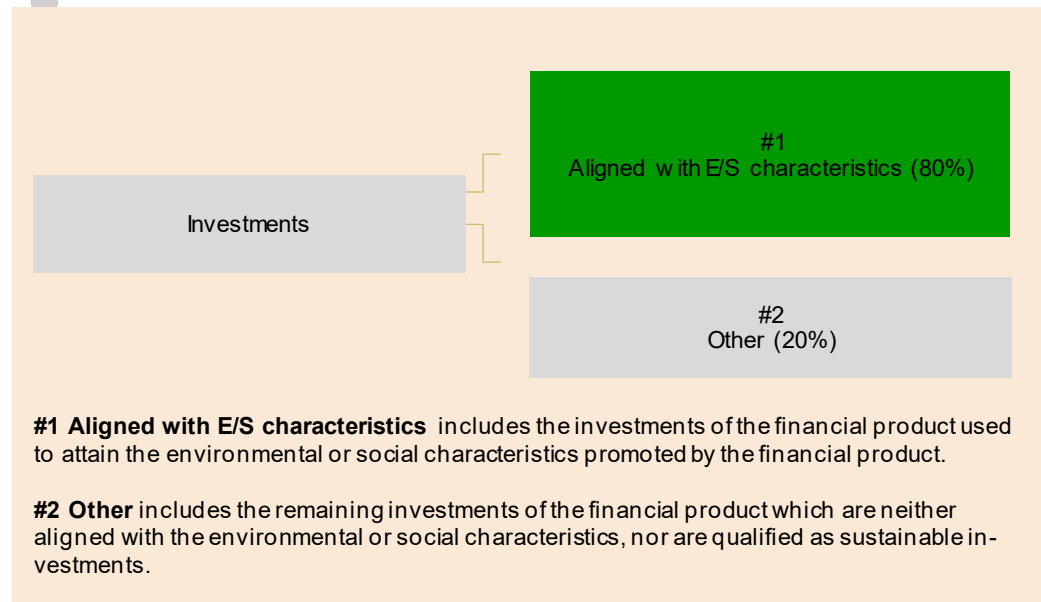 #1
Aligned with E/S characteristics (80%)
Investments
#2
Other (20%)
#1 Aligned with E/S characteristics includes the investments of the financial product used
to attain the environmental or social characteristics promoted by the financial product.
#2 Other includes the remaining investments of the financial product which are neither
aligned with the environmental or social characteristics, nor are qualified as sustainable in-
vestments.